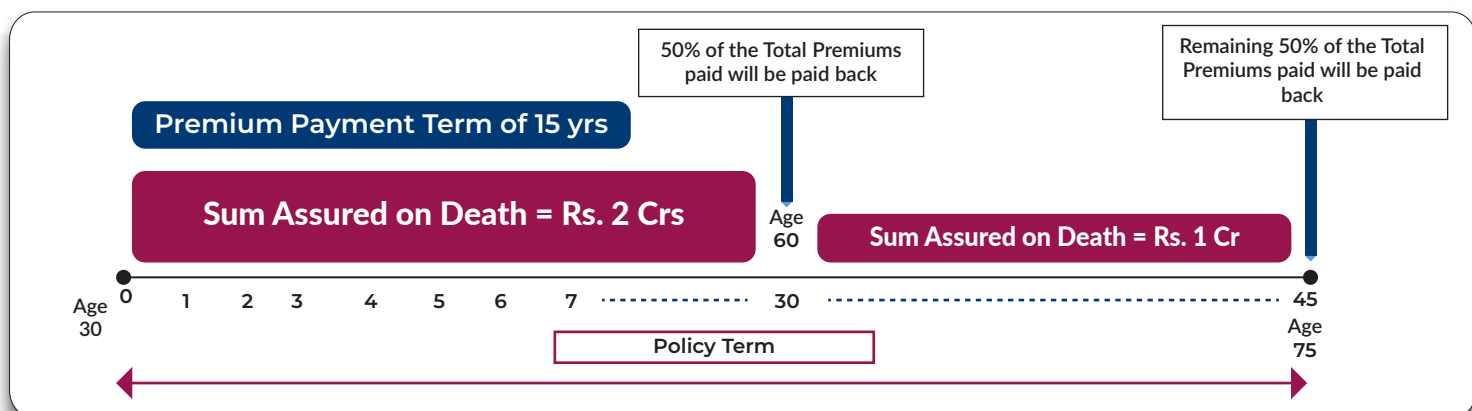 50% of the Total Premiums
paid will be paid back
Remaining 50% of the Total
Premiums paid will be paid
back
Premium Payment Term of 15 yrs
Sum Assured on Death = Rs. 2 Crs
Age
60
Sum Assured on Death = Rs. 1 Cr
Age
30
0 1 2 3 4 5 6 7 30 45
Age
75
Policy Term